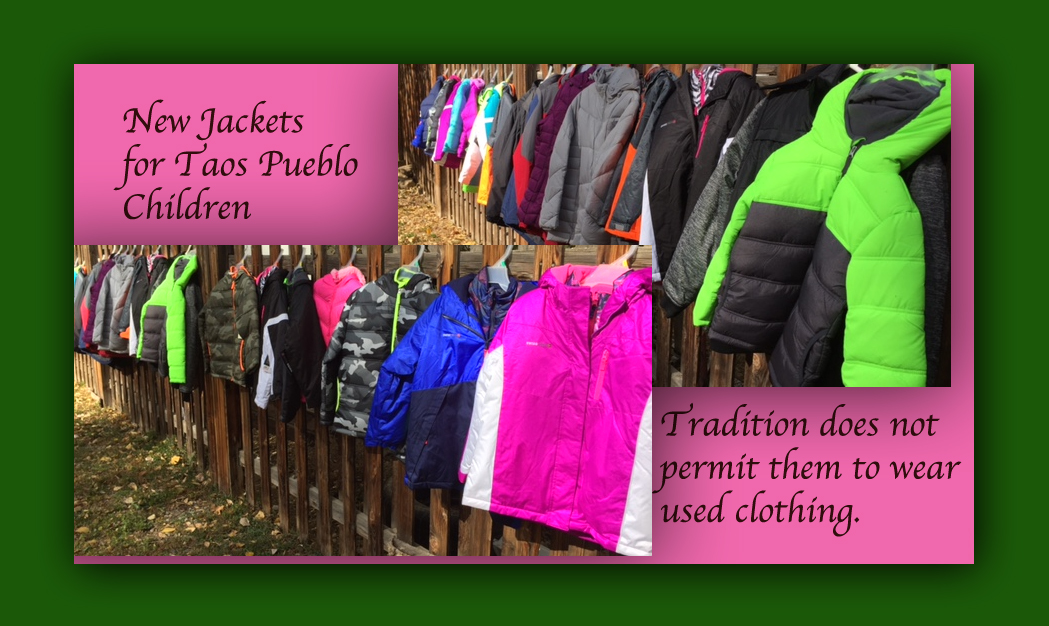 New Jackets
for Taos Pueblo
Children
Tradition does not
permit them to wear
used clothing.